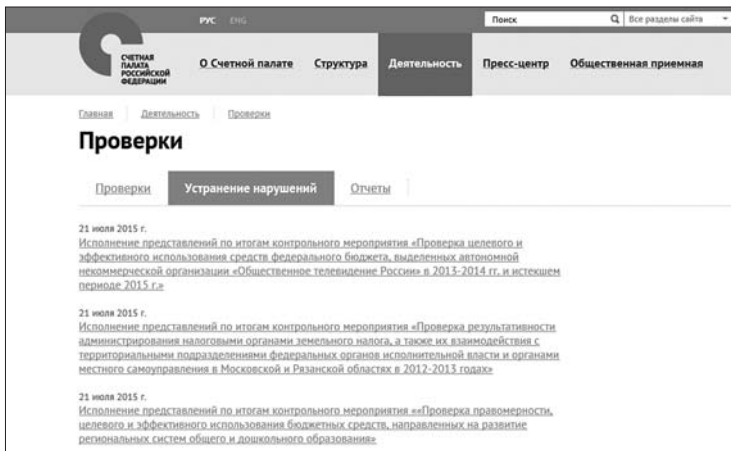 РУС ENG Поиск Все разделы сайта
СЧЕТНАЯ
ПАЛАТА
РОССИЙСКОЙ
ФЕДЕРАЦИИ
О Счетной палате Структура Деятельность Пресс-центр Общественная приемная
Главная Деятельность Проверки
Проверки
Проверки Устранение нарушений Отчеты
21 июля 2015 г.
Исполнение представлений по итогам контрольного мероприятия «Проверка целевого и
эффективного использования средств федерального бюджета, выделенных автономной
некоммерческой организации «Общественное телевидение России» в 2013-2014 гг. и истекшем
периоде 2015 г.»
21 июля 2015 г.
Исполнение представлений по итогам контрольного мероприятия «Проверка результативности
администрирования налоговыми органами земельного налога, а также их взаимодействия с
территориальными подразделениями федеральных органов исполнительной власти и органами
местного самоуправления в Московской и Рязанской областях в 2012-2013 годах»
21 июля 2015 г.
Исполнение представлений по итогам контрольного мероприятия ««Проверка правомерности,
целевого и эффективного использования бюджетных средств, направленных на развитие
региональных систем общего и дошкольного образования»